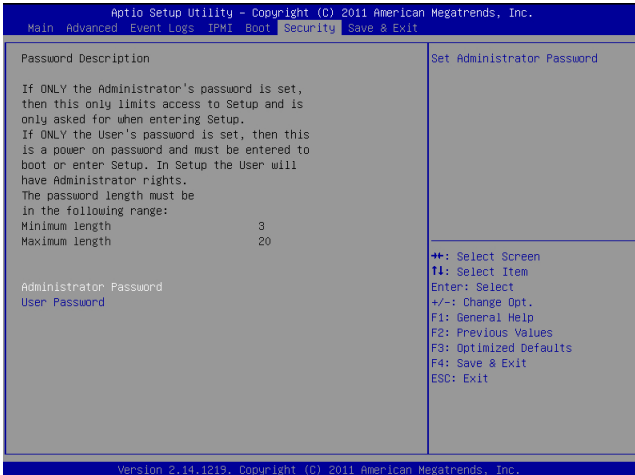 Aptio Setup Utility – Copyright (C) 2011 American Megatrends, Inc.
Main Advanced Event Logs IPMI Boot Security Save & Exit
Password Description
If ONLY the Administrator's password is set,
then this only limits access to Setup and is
only asked for when entering Setup.
If ONLY the User's password is set, then this
is a power on password and must be entered to
boot or enter Setup. In Setup the User will
have Administrator rights.
The password length must be
in the following range:
Minimum length 3
Maximum length 20
Administrator Password
User Password
Set Administrator Password
→←: Select Screen
↑↓: Select Item
Enter: Select
+/-: Change Opt.
F1: General Help
F2: Previous Values
F3: Optimized Defaults
F4: Save & Exit
ESC: Exit
Version 2.14.1219. Copyright (C) 2011 American Megatrends, Inc.